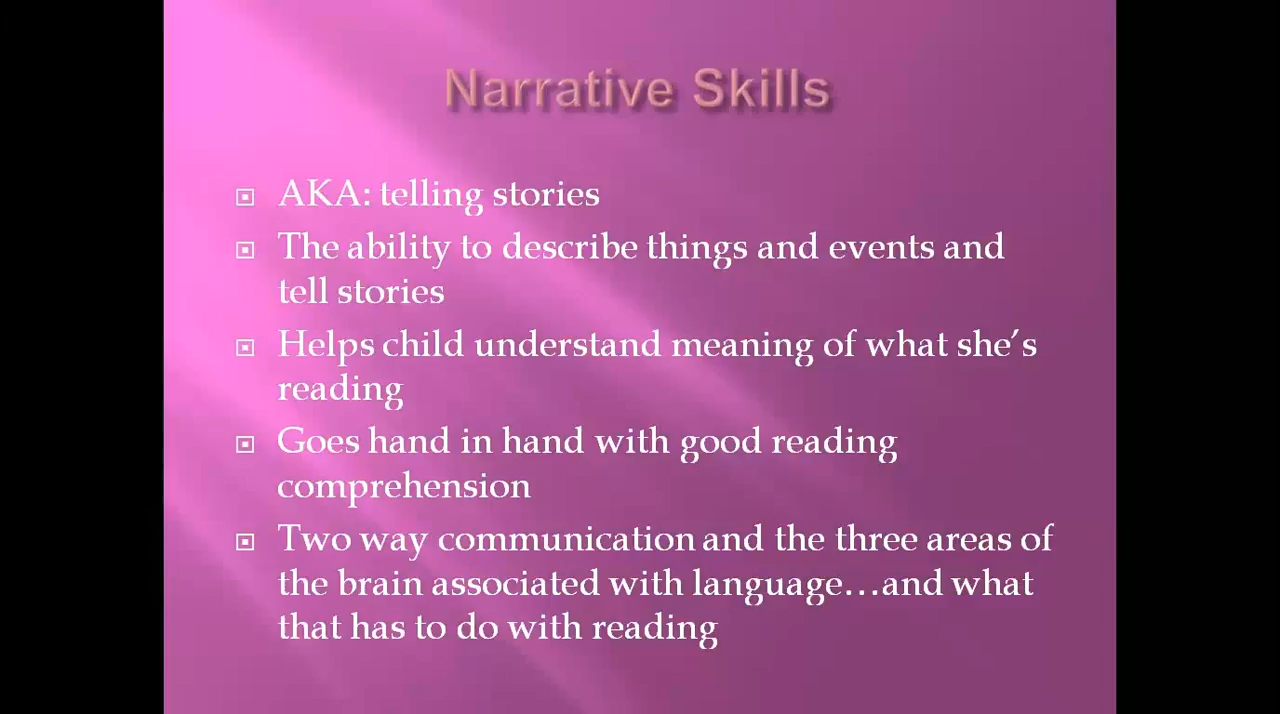 Narrative Skills
AKA: telling stories
The ability to describe things and events and
tell stories
Helps child understand meaning of what she’s
reading
Goes hand in hand with good reading
comprehension
Two way communication and the three areas of
the brain associated with language…and what
that has to do with reading